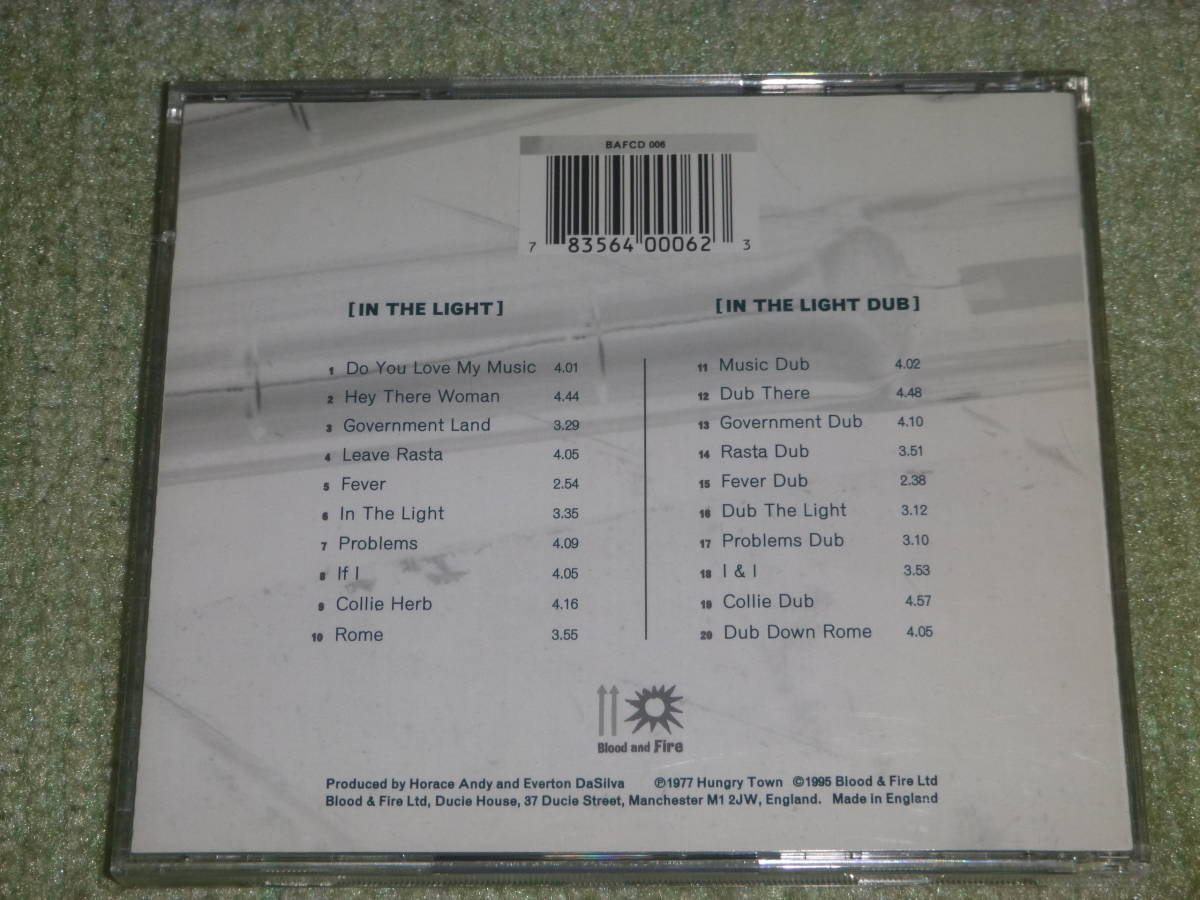 BAFCD 006
7 83564 00062 3
[IN THE LIGHT]
1 Do You Love My Music 4.01
2 Hey There Woman 4.44
3 Government Land 3.29
4 Leave Rasta 4.05
5 Fever 2.54
6 In The Light 3.35
7 Problems 4.09
8 If I 4.05
9 Collie Herb 4.16
10 Rome 3.55
[IN THE LIGHT DUB]
11 Music Dub 4.02
12 Dub There 4.48
13 Government Dub 4.10
14 Rasta Dub 3.51
15 Fever Dub 2.38
16 Dub The Light 3.12
17 Problems Dub 3.10
18 I & I 3.53
19 Collie Dub 4.57
20 Dub Down Rome 4.05
Blood and Fire
Produced by Horace Andy and Everton DaSilva ℗1977 Hungry Town ©1995 Blood & Fire Ltd
Blood & Fire Ltd, Ducie House, 37 Ducie Street, Manchester M1 2JW, England. Made in England